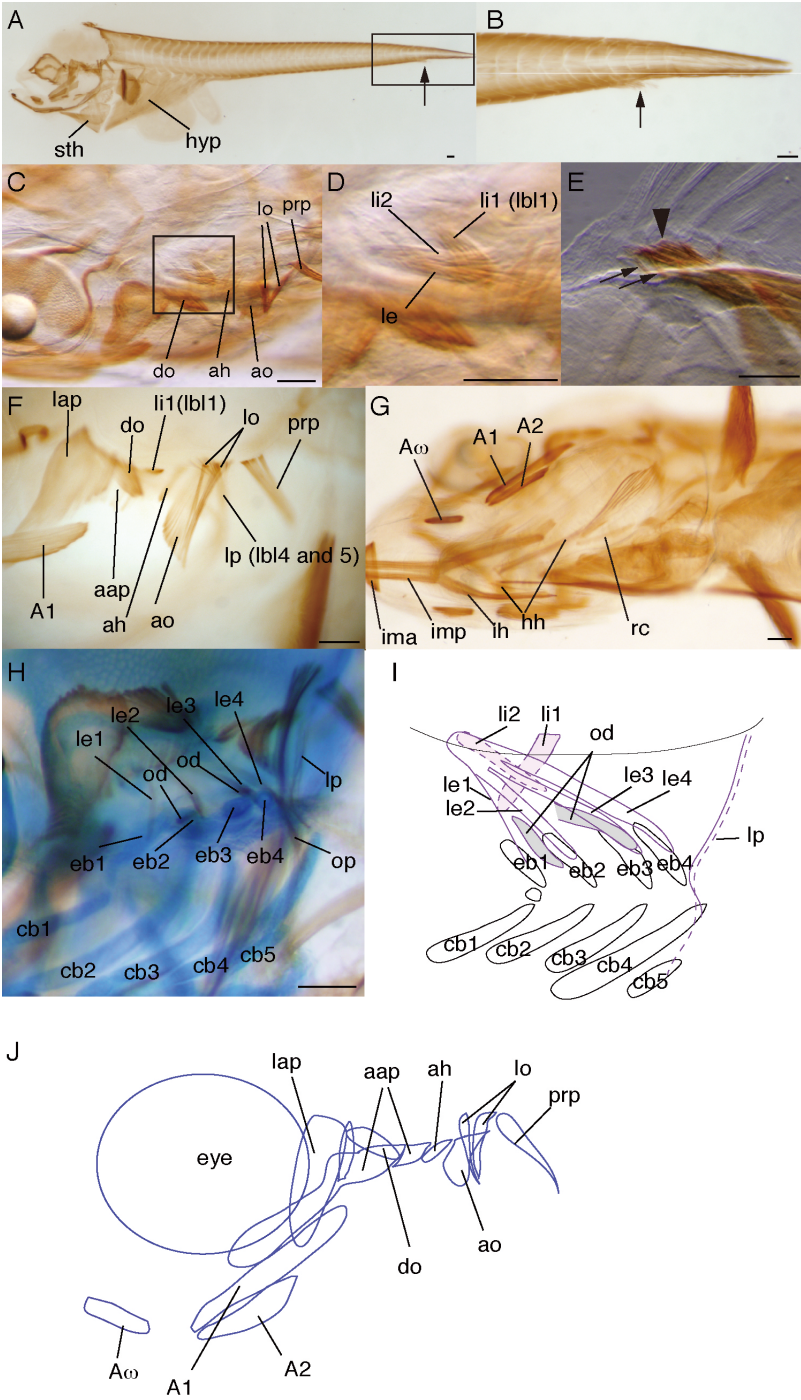 A
B
sth
hyp
C
D
E
lo
prp
do
ah
ao
li2
li1 (lbl1)
le
F
G
lap
do
li1(lbl1)
lo
prp
A1
aap
ah
ao
lp (lbl4 and 5)
Aω
A1
A2
ima
imp
ih
hh
rc
H
I
le1
le2
le3
le4
od
od
lp
eb1
eb2
eb3
eb4
op
cb1
cb2
cb3
cb4
cb5
li2
li1
od
le1
le2
le3
le4
lp
eb1
eb2
eb3
eb4
cb1
cb2
cb3
cb4
cb5
J
lap
aap
ah
lo
prp
eye
do
ao
Aω
A1
A2